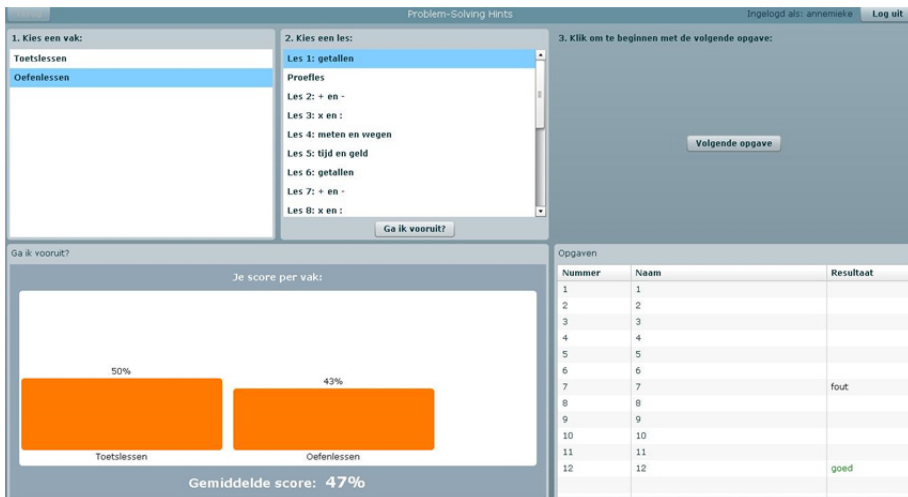 Terug
Problem-Solving Hints
Ingelogd als: annemieke
Log uit
1. Kies een vak:
Toetslessen
Oefenlessen
2. Kies een les:
Les 1: getallen
Proefles
Les 2: + en -
Les 3: x en :
Les 4: meten en wegen
Les 5: tijd en geld
Les 6: getallen
Les 7: + en -
Les 8: x en :
Ga ik vooruit?
3. Klik om te beginnen met de volgende opgave:
Volgende opgave
Ga ik vooruit?
Je score per vak:
50%
43%
Toetslessen
Oefenlessen
Gemiddelde score: 47%
Opgaven
Nummer Naam Resultaat
1 1
2 2
3 3
4 4
5 5
6 6
7 7 fout
8 8
9 9
10 10
11 11
12 12 goed